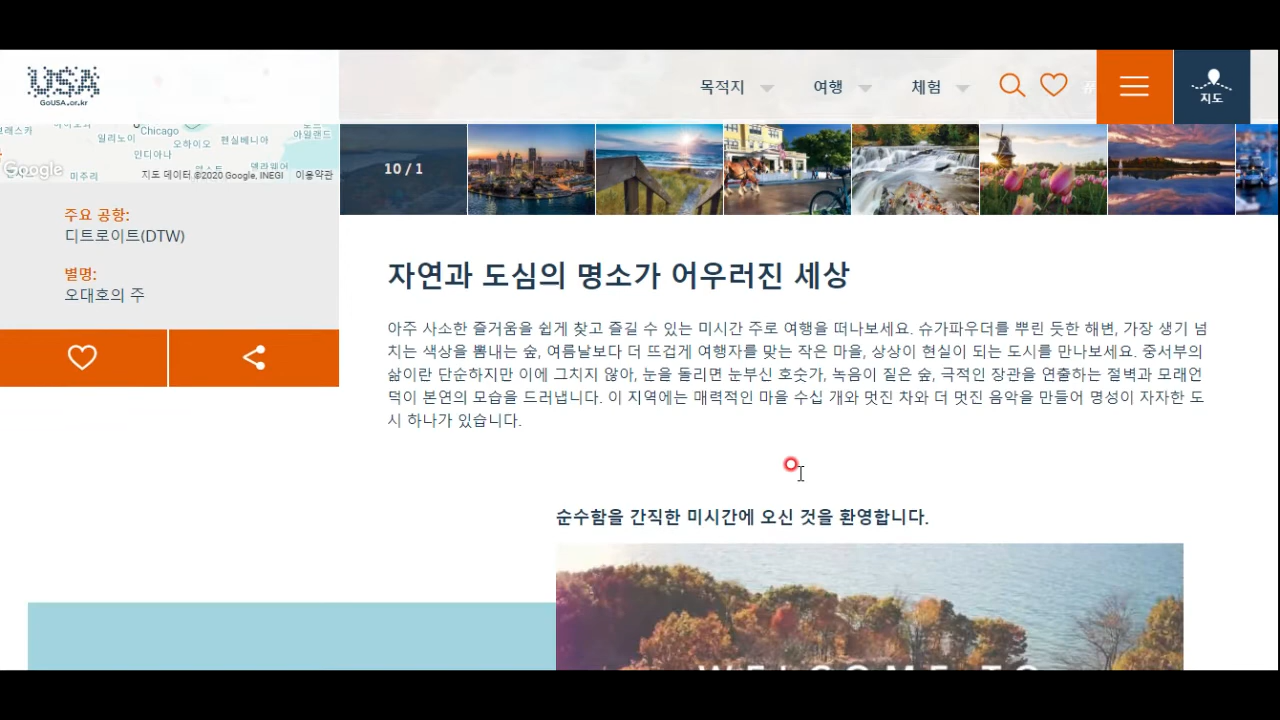 USA
GoUSA.or.kr
목적지
여행
체험
지도
Chicago
일리노이
오하이오
펜실베니아
인디아나
미주리
Google
지도 데이터 ©2020 Google, INEGI
이용약관
10 / 1
주요 공항:
디트로이트(DTW)
별명:
오대호의 주
자연과 도심의 명소가 어우러진 세상
아주 사소한 즐거움을 쉽게 찾고 즐길 수 있는 미시간 주로 여행을 떠나보세요. 슈가파우더를 뿌린 듯한 해변, 가장 생기 넘
치는 색상을 뽐내는 숲, 여름날보다 더 뜨겁게 여행자를 맞는 작은 마을, 상상이 현실이 되는 도시를 만나보세요. 중서부의
삶이란 단순하지만 이에 그치지 않아, 눈을 돌리면 눈부신 호숫가, 녹음이 짙은 숲, 극적인 장관을 연출하는 절벽과 모래언
덕이 본연의 모습을 드러냅니다. 이 지역에는 매력적인 마을 수십 개와 멋진 차와 더 멋진 음악을 만들어 명성이 자자한 도
시 하나가 있습니다.
순수함을 간직한 미시간에 오신 것을 환영합니다.
WELCOME TO